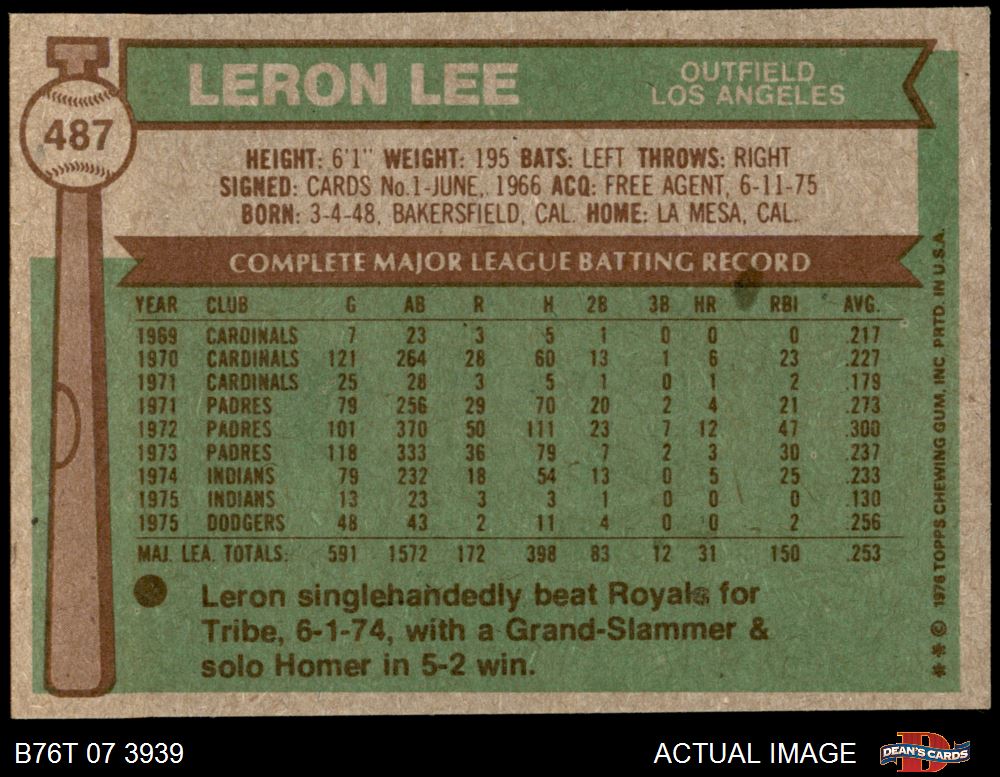 T
487
LERON LEE
OUTFIELD
LOS ANGELES
HEIGHT: 6'1" WEIGHT: 195 BATS: LEFT THROWS: RIGHT
SIGNED: CARDS No.1-JUNE, 1966 ACQ: FREE AGENT, 6-11-75
BORN: 3-4-48, BAKERSFIELD, CAL. HOME: LA MESA, CAL.
COMPLETE MAJOR LEAGUE BATTING RECORD
YEAR CLUB G AB R H 2B 3B HR RBI AVG.
1969 CARDINALS 7 23 3 5 1 0 0 0 .217
1970 CARDINALS 121 264 28 60 13 1 6 23 .227
1971 CARDINALS 25 28 3 5 1 0 1 2 .179
1971 PADRES 79 256 29 70 20 2 4 21 .273
1972 PADRES 101 370 50 111 23 7 12 47 .300
1973 PADRES 118 333 36 79 7 2 3 30 .237
1974 INDIANS 79 232 18 54 13 0 5 25 .233
1975 INDIANS 13 23 3 3 1 0 0 0 .130
1975 DODGERS 48 43 2 11 4 0 0 2 .256
MAJ. LEA. TOTALS: 591 1572 172 398 83 12 31 150 .253
Leron singlehandedly beat Royals for
Tribe, 6-1-74, with a Grand-Slammer &
solo Homer in 5-2 win.
** © 1976 TOPPS CHEWING GUM, INC PRTD. IN U.S.A.
B76T 07 3939
ACTUAL IMAGE
D
DEAN'S CARDS